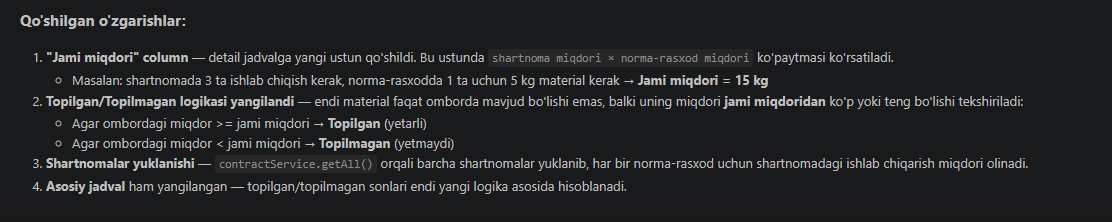 Qo'shilgan o'zgarishlar:
1. "Jami miqdori" column — detail jadvalga yangi ustun qo'shildi. Bu ustunda shartnoma miqdori × norma-rasxod miqdori ko'paytmasi ko'rsatiladi.
○ Masalan: shartnomada 3 ta ishlab chiqish kerak, norma-rasxodda 1 ta uchun 5 kg material kerak → Jami miqdori = 15 kg
2. Topilgan/Topilmagan logikasi yangilandi — endi material faqat omborda mavjud bo'lishi emas, balki uning miqdori jami miqdoridan ko'p yoki teng bo'lishi tekshiriladi:
○ Agar ombordagi miqdor >= jami miqdori → Topilgan (yetarli)
○ Agar ombordagi miqdor < jami miqdori → Topilmagan (yetmaydi)
3. Shartnomalar yuklanishi — contractService.getAll() orqali barcha shartnomalar yuklanib, har bir norma-rasxod uchun shartnomadagi ishlab chiqarish miqdori olinadi.
4. Asosiy jadval ham yangilangan — topilgan/topilmagan sonlari endi yangi logika asosida hisoblanadi.